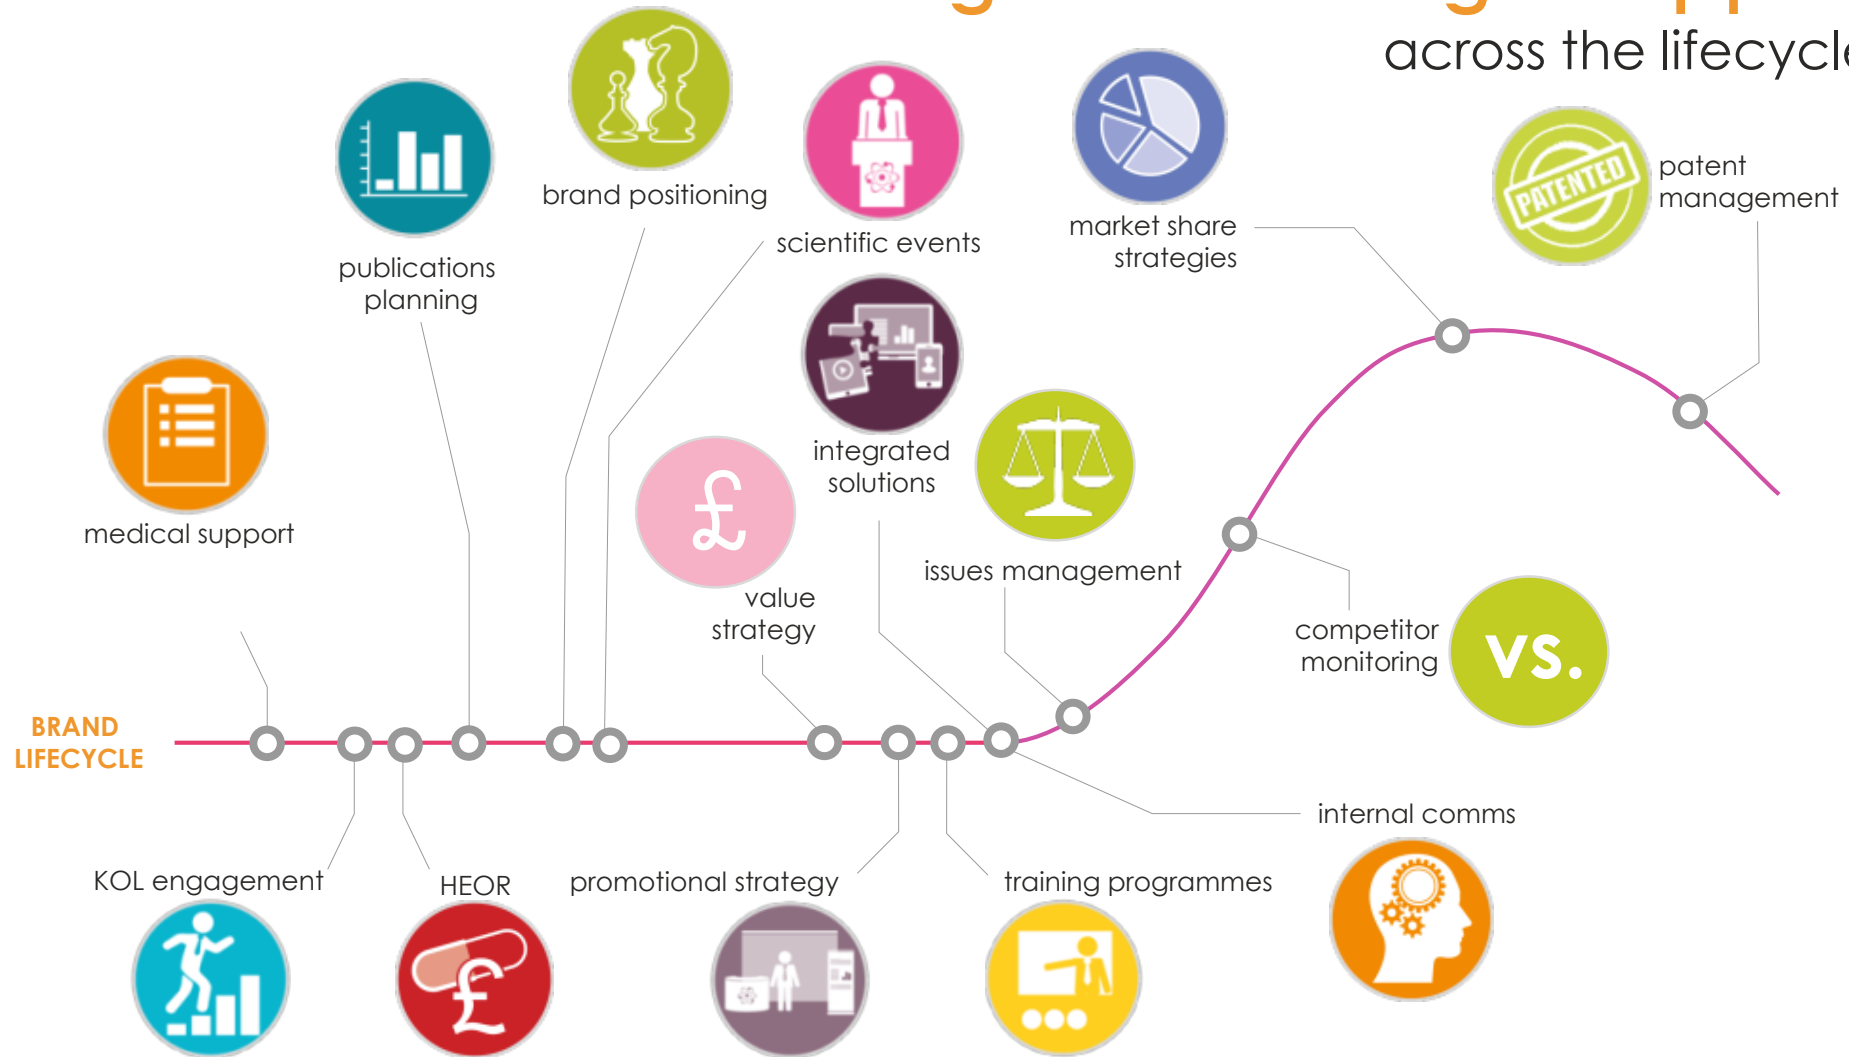 across the lifecycle
brand positioning
scientific events
market share
strategies
PATENTED
patent
management
publications
planning
integrated
solutions
medical support
£
value
strategy
issues management
competitor
monitoring
vs.
BRAND
LIFECYCLE
internal comms
KOL engagement
HEOR
promotional strategy
training programmes
£